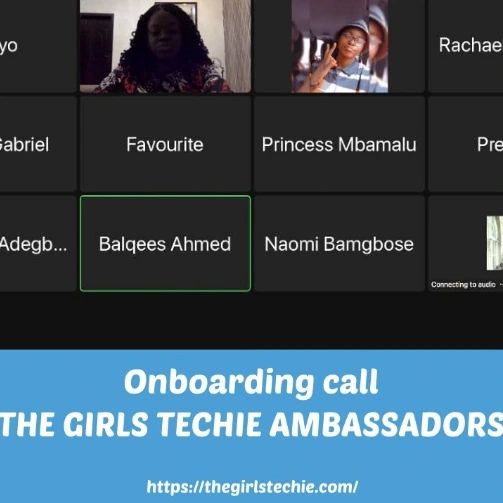 yo
Rachae
abriel
Favourite
Princess Mbamalu
Pre
Adegb...
Balqees Ahmed
Naomi Bamgbose
Connecting to audio
Onboarding call
THE GIRLS TECHIE AMBASSADORS
https://thegirlstechie.com/